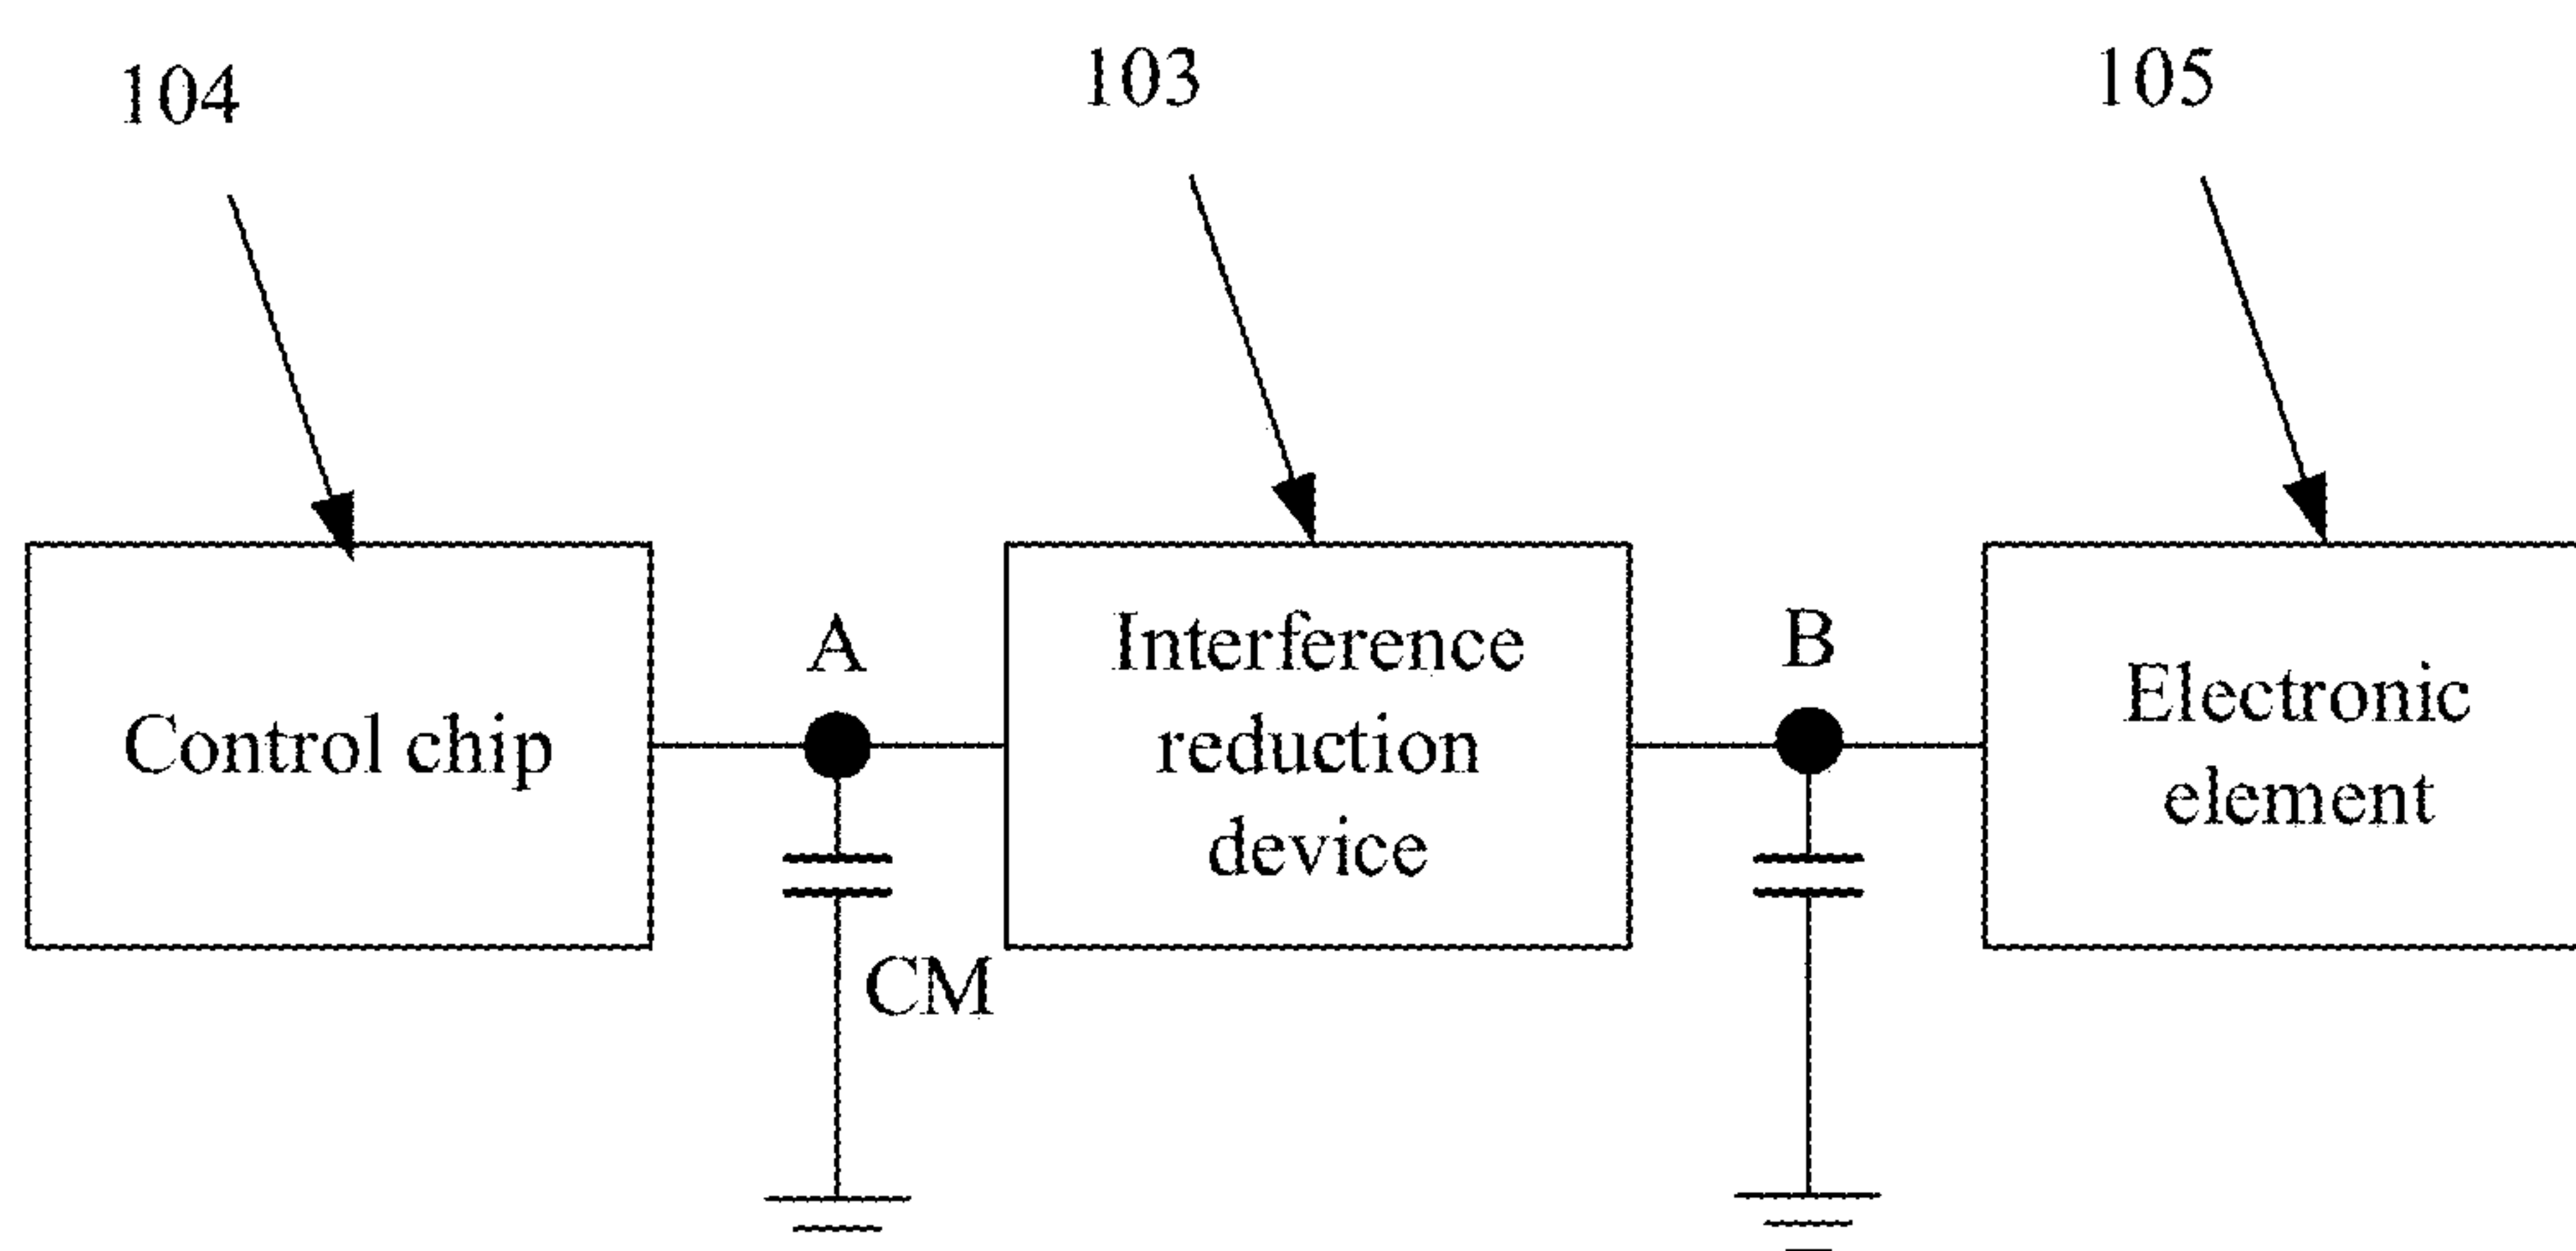 104
103
105
Control chip
A
Interference
reduction
device
B
Electronic
element
CM